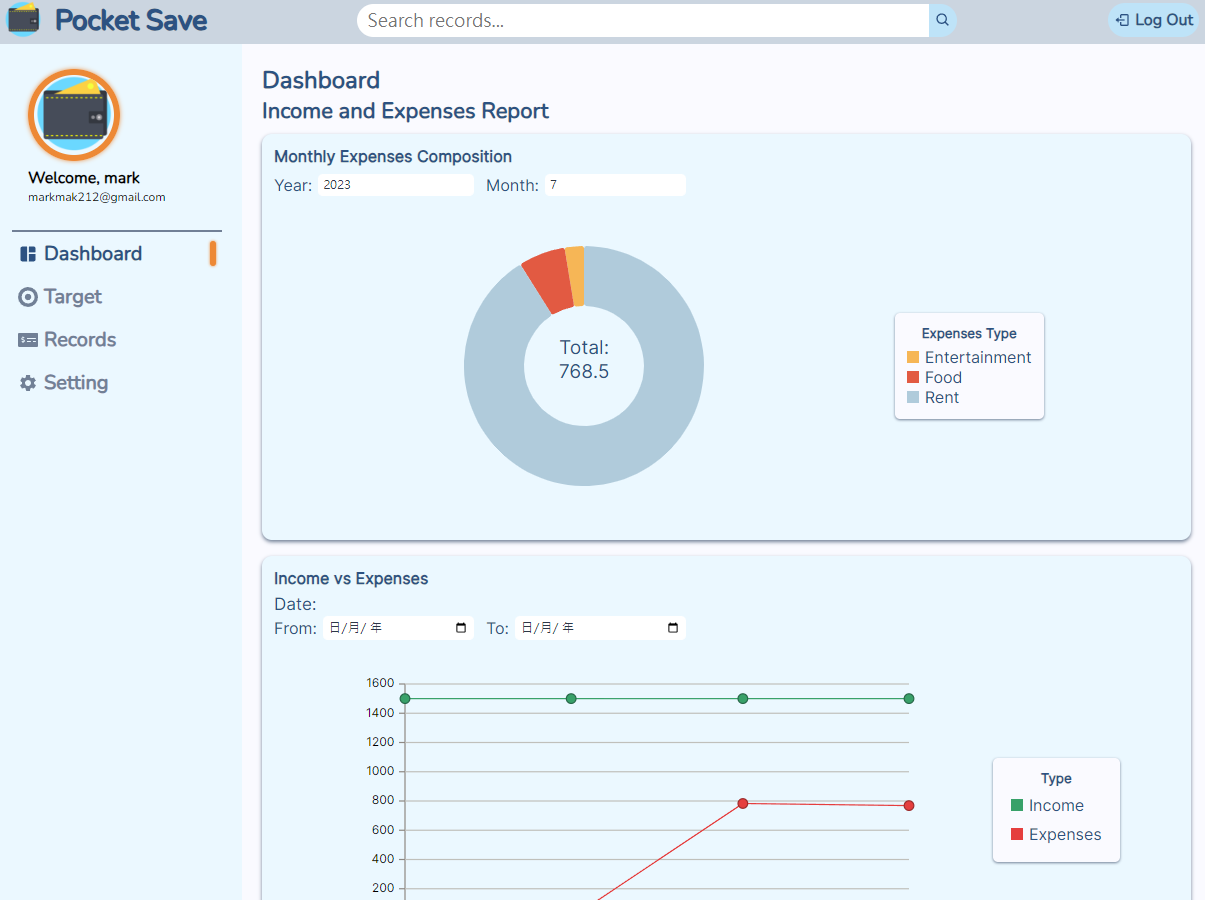 Pocket Save
Search records...
Log Out
Welcome, mark
markmak212@gmail.com
Dashboard
Target
Records
Setting
Dashboard
Income and Expenses Report
Monthly Expenses Composition
Year: 2023 Month: 7
Total:
768.5
Expenses Type
Entertainment
Food
Rent
Income vs Expenses
Date:
From: 日/月/年 To: 日/月/年
1600
1400
1200
1000
800
600
400
200
Type
Income
Expenses